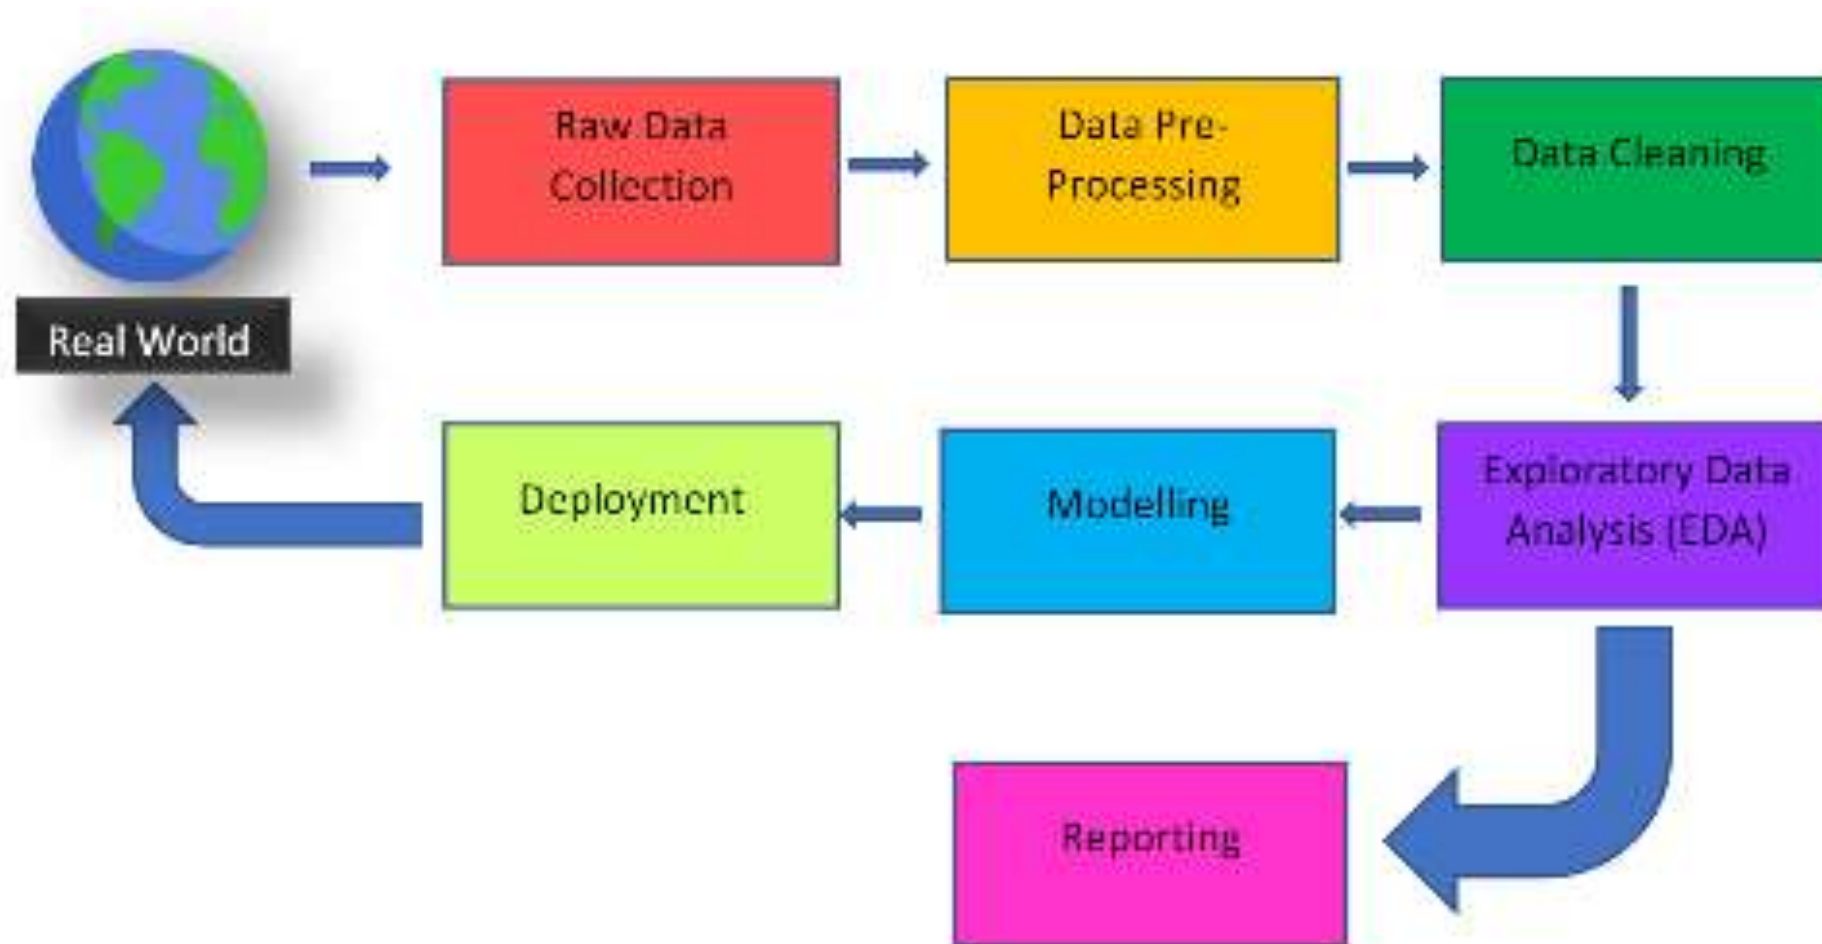 Raw Data
Collection
Data Pre-
Processing
Data Cleaning
Real World
Deployment
Modelling
Exploratory Data
Analysis (EDA)
Reporting